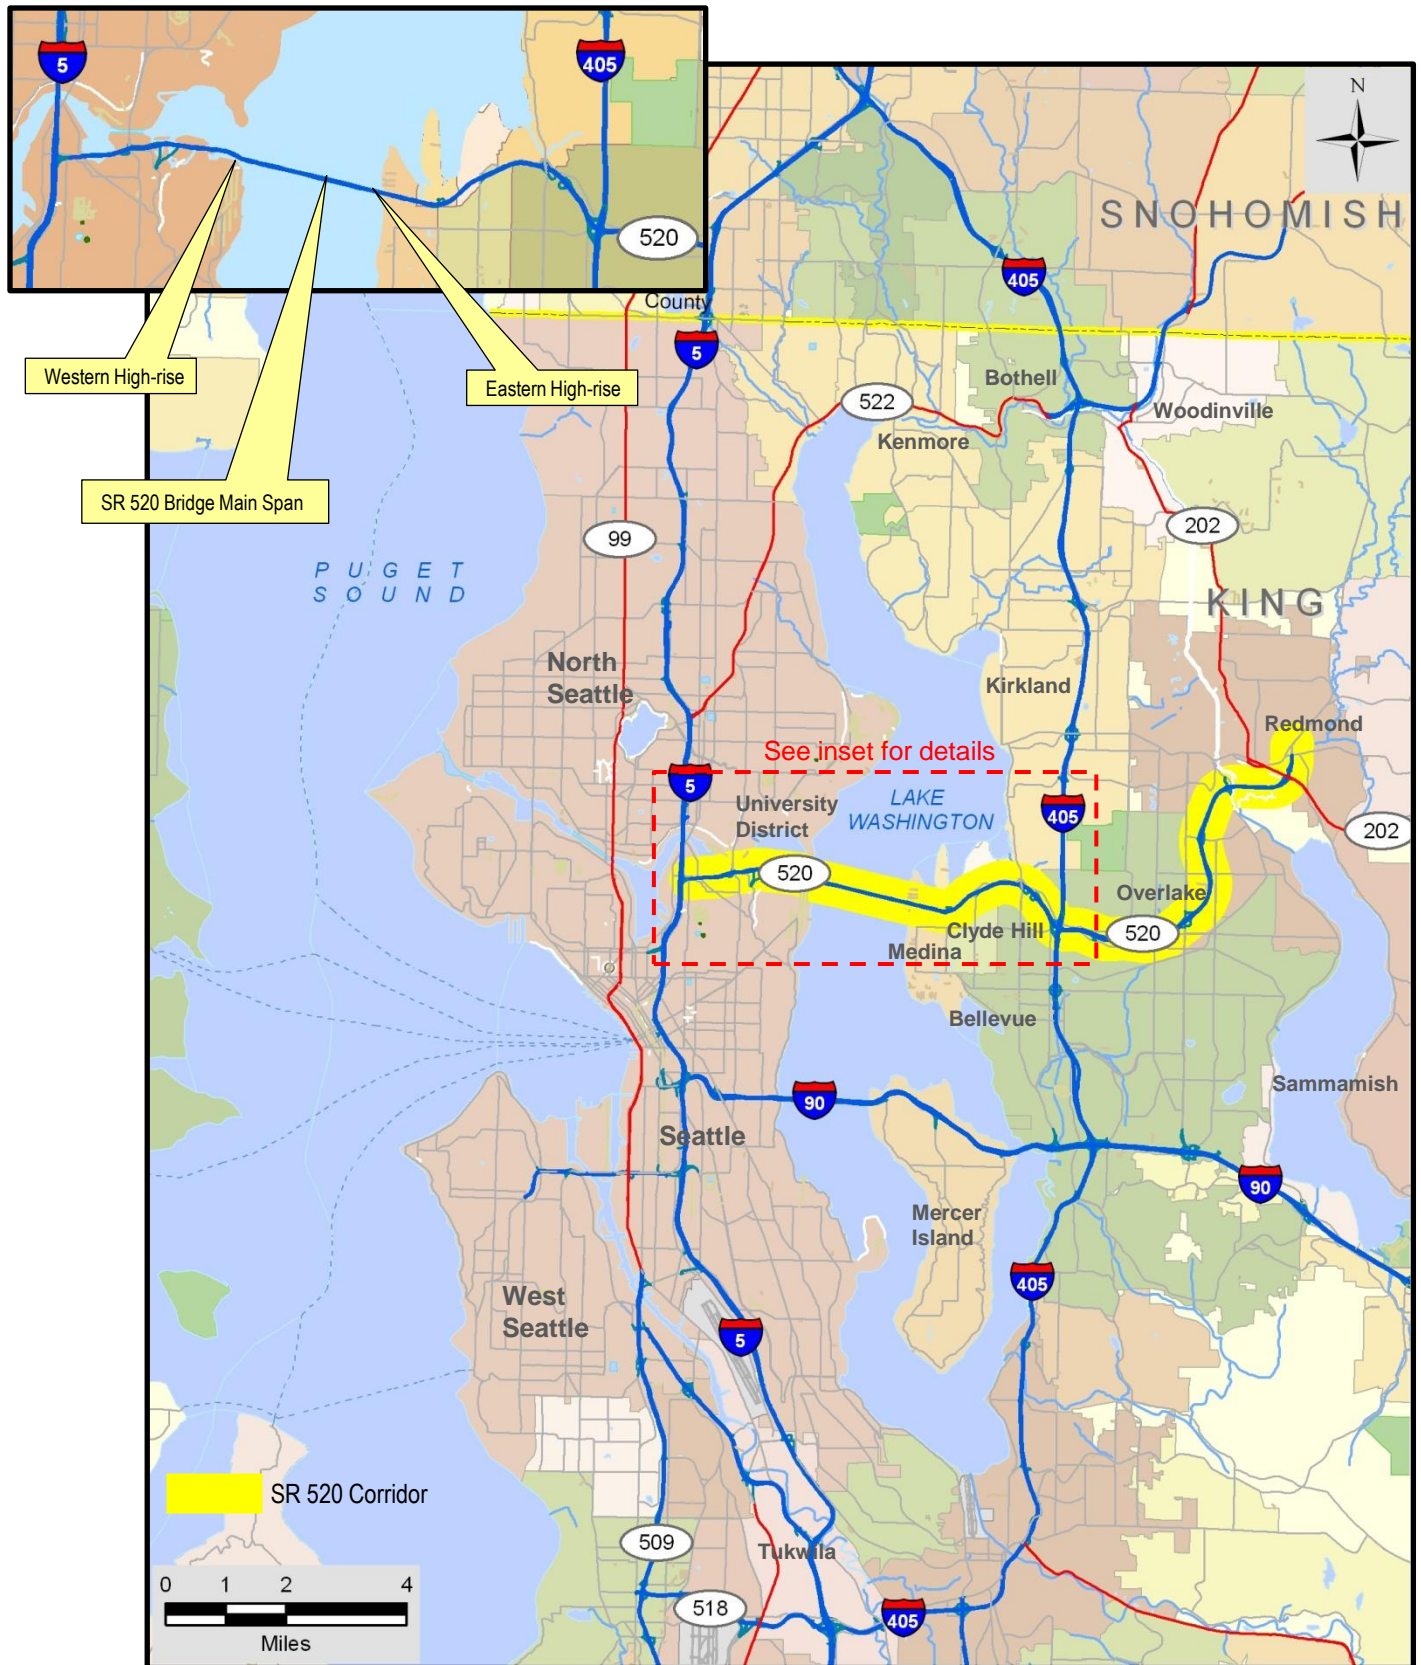 5
405
520
Western High-rise
Eastern High-rise
SR 520 Bridge Main Span
N
SNOHOMISH
County
405
5
522
Bothell
Kenmore
Woodinville
99
202
PUGET
SOUND
KING
North
Seattle
Kirkland
Redmond
See inset for details
5
University
District
LAKE
WASHINGTON
405
202
520
Overlake
Clyde Hill
520
Medina
Bellevue
90
Sammamish
Seattle
90
Mercer
Island
405
West
Seattle
5
SR 520 Corridor
509
Tukwila
518
405
0 1 2 4
Miles